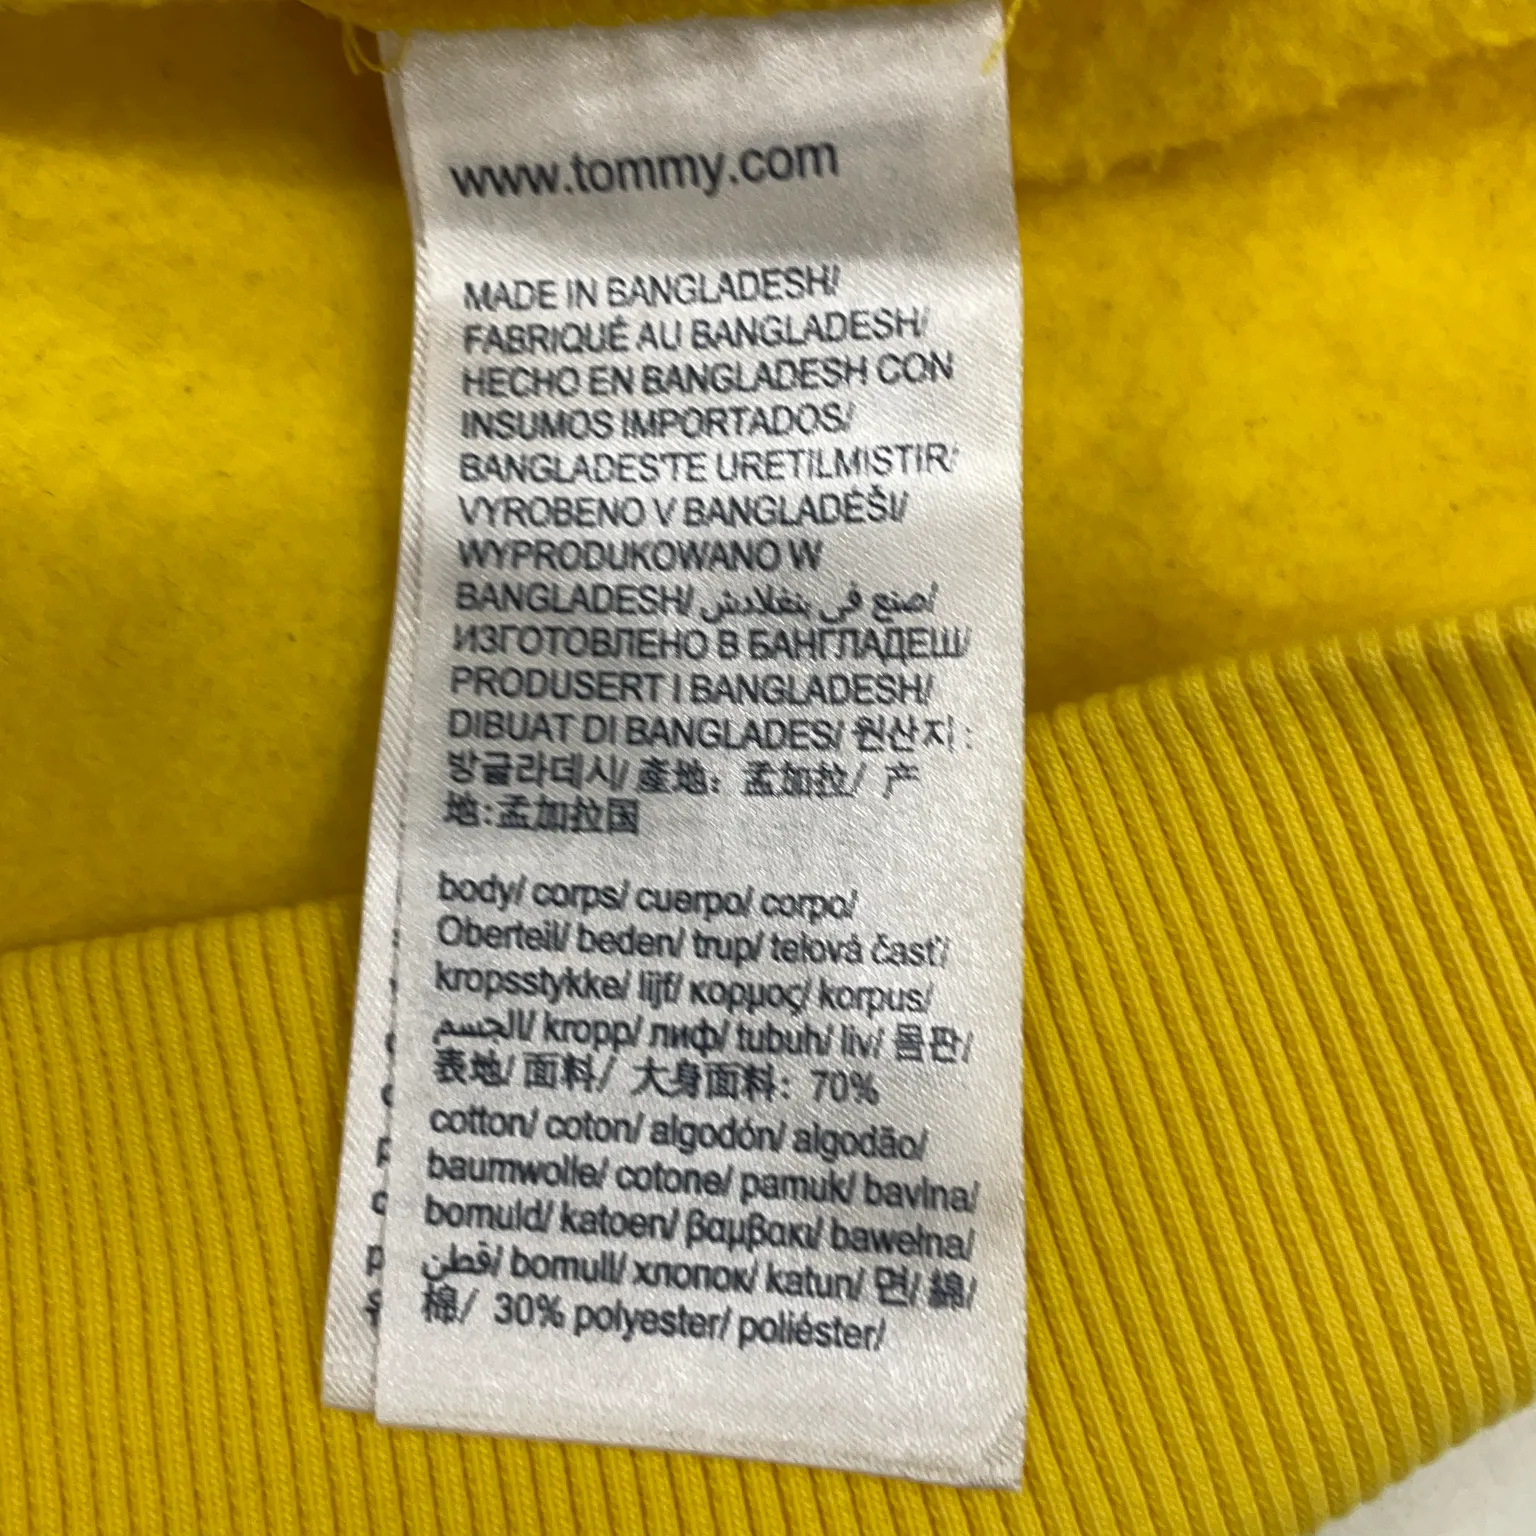 www.tommy.com
MADE IN BANGLADESH/
FABRIQUÉ AU BANGLADESH/
HECHO EN BANGLADESH CON
INSUMOS IMPORTADOS/
BANGLADEŞ'TE URETILMISTIR/
VYROBENO V BANGLADÉŠI/
WYPRODUKOWANO W
BANGLADESH/ صنع في بنغلادش/
ИЗГОТОВЛЕНО В БАНГЛАДЕШ/
PRODUSERT I BANGLADESH/
DIBUAT DI BANGLADES/ 원산지 :
방글라데시/ 產地：孟加拉/ 产
地:孟加拉国
body/ corps/ cuerpo/ corpo/
Oberteil/ beden/ trup/ telová časť/
kropsstykke/ lijf/ κορμος/ korpus/
الجسم/ kropp/ лиф/ tubuh/ liv/ 몸판/
表地/ 面料/ 大身面料：70%
cotton/ coton/ algodón/ algodão/
baumwolle/ cotone/ pamuk/ bavlna/
bomuld/ katoen/ βαμβακι/ bawełna/
قطن/ bomull/ хлопок/ katun/ 면/ 綿/
棉/ 30% polyester/ poliéster/